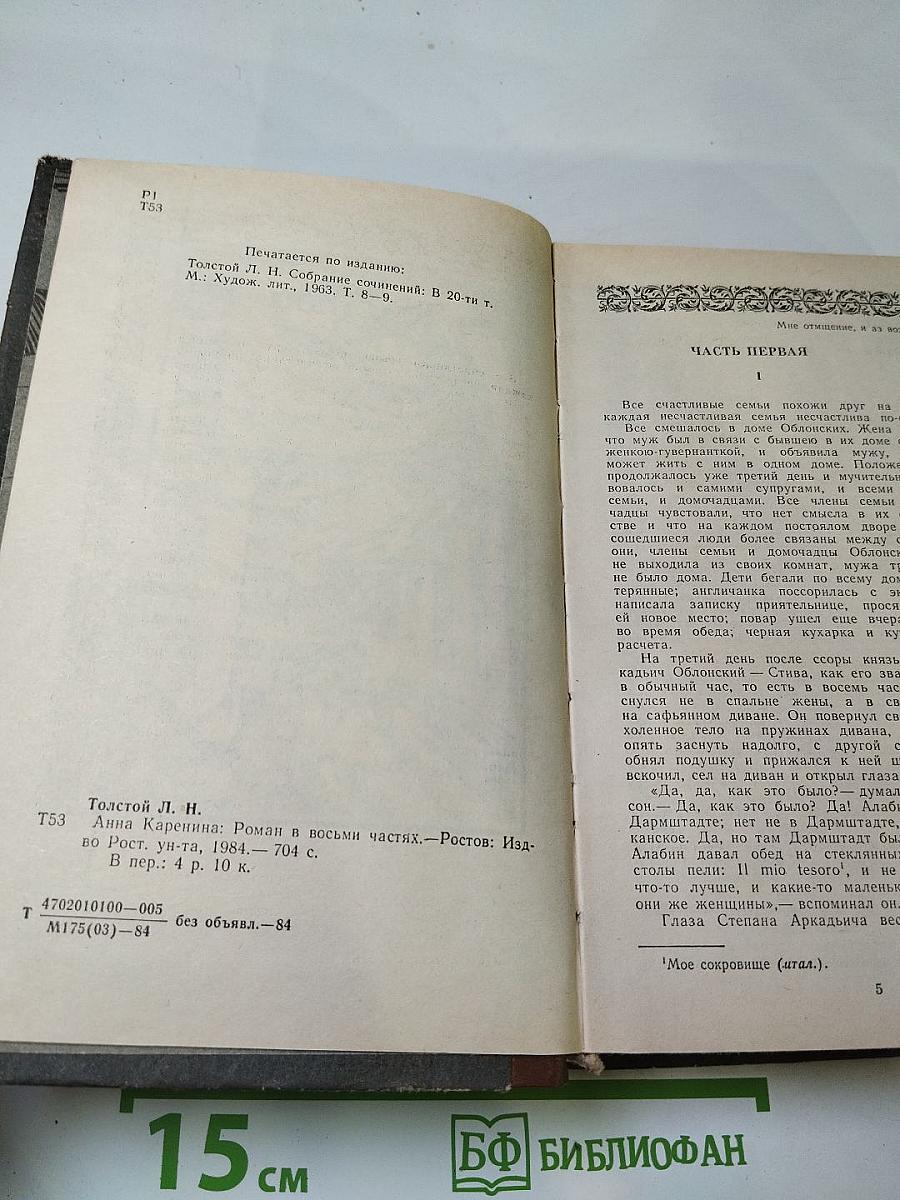 Р1
Т53
Печатается по изданию:
Толстой Л. Н. Собрание сочинений: В 20-ти т.
М.: Худож. лит., 1963. Т. 8—9.
Толстой Л. Н.
Т53
Анна Каренина: Роман в восьми частях.—Ростов: Изд-
во Рост. ун-та, 1984.— 704 с.
В пер.: 4 р. 10 к.
Т 4702010100—005 без объявл.—84
М175(03)—84
Мне отмщение, и аз воз
ЧАСТЬ ПЕРВАЯ
I
Все счастливые семьи похожи друг на
каждая несчастливая семья несчастлива по-
Все смешалось в доме Облонских. Жена
что муж был в связи с бывшею в их доме
женкою-гувернанткой, и объявила мужу,
может жить с ним в одном доме. Положе
продолжалось уже третий день и мучительн
вовалось и самими супругами, и всеми
семьи, и домочадцами. Все члены семьи
чадцы чувствовали, что нет смысла в их
стве и что на каждом постоялом дворе
сошедшиеся люди более связаны между с
они, члены семьи и домочадцы Облонск
не выходила из своих комнат, мужа тр
не было дома. Дети бегали по всему дом
терянные; англичанка поссорилась с эк
написала записку приятельнице, прося
ей новое место; повар ушел еще вчера
во время обеда; черная кухарка и ку
расчета.
На третий день после ссоры князь
кадьич Облонский — Стива, как его зва
в обычный час, то есть в восемь час
снулся не в спальне жены, а в св
на сафьянном диване. Он повернул св
холенное тело на пружинах дивана,
опять заснуть надолго, с другой с
обнял подушку и прижался к ней щ
вскочил, сел на диван и открыл глаза
«Да, да, как это было?— думал
сон.— Да, как это было? Да! Алаби
Дармштадте; нет не в Дармштадте,
канское. Да, но там Дармштадт был
Алабин давал обед на стеклянных
столы пели: Il mio tesoro¹, и не
что-то лучше, и какие-то маленьк
они же женщины»,— вспоминал он.
Глаза Степана Аркадьича вес
¹Мое сокровище (итал.).
5
15 см
БФ БИБЛИОФАН